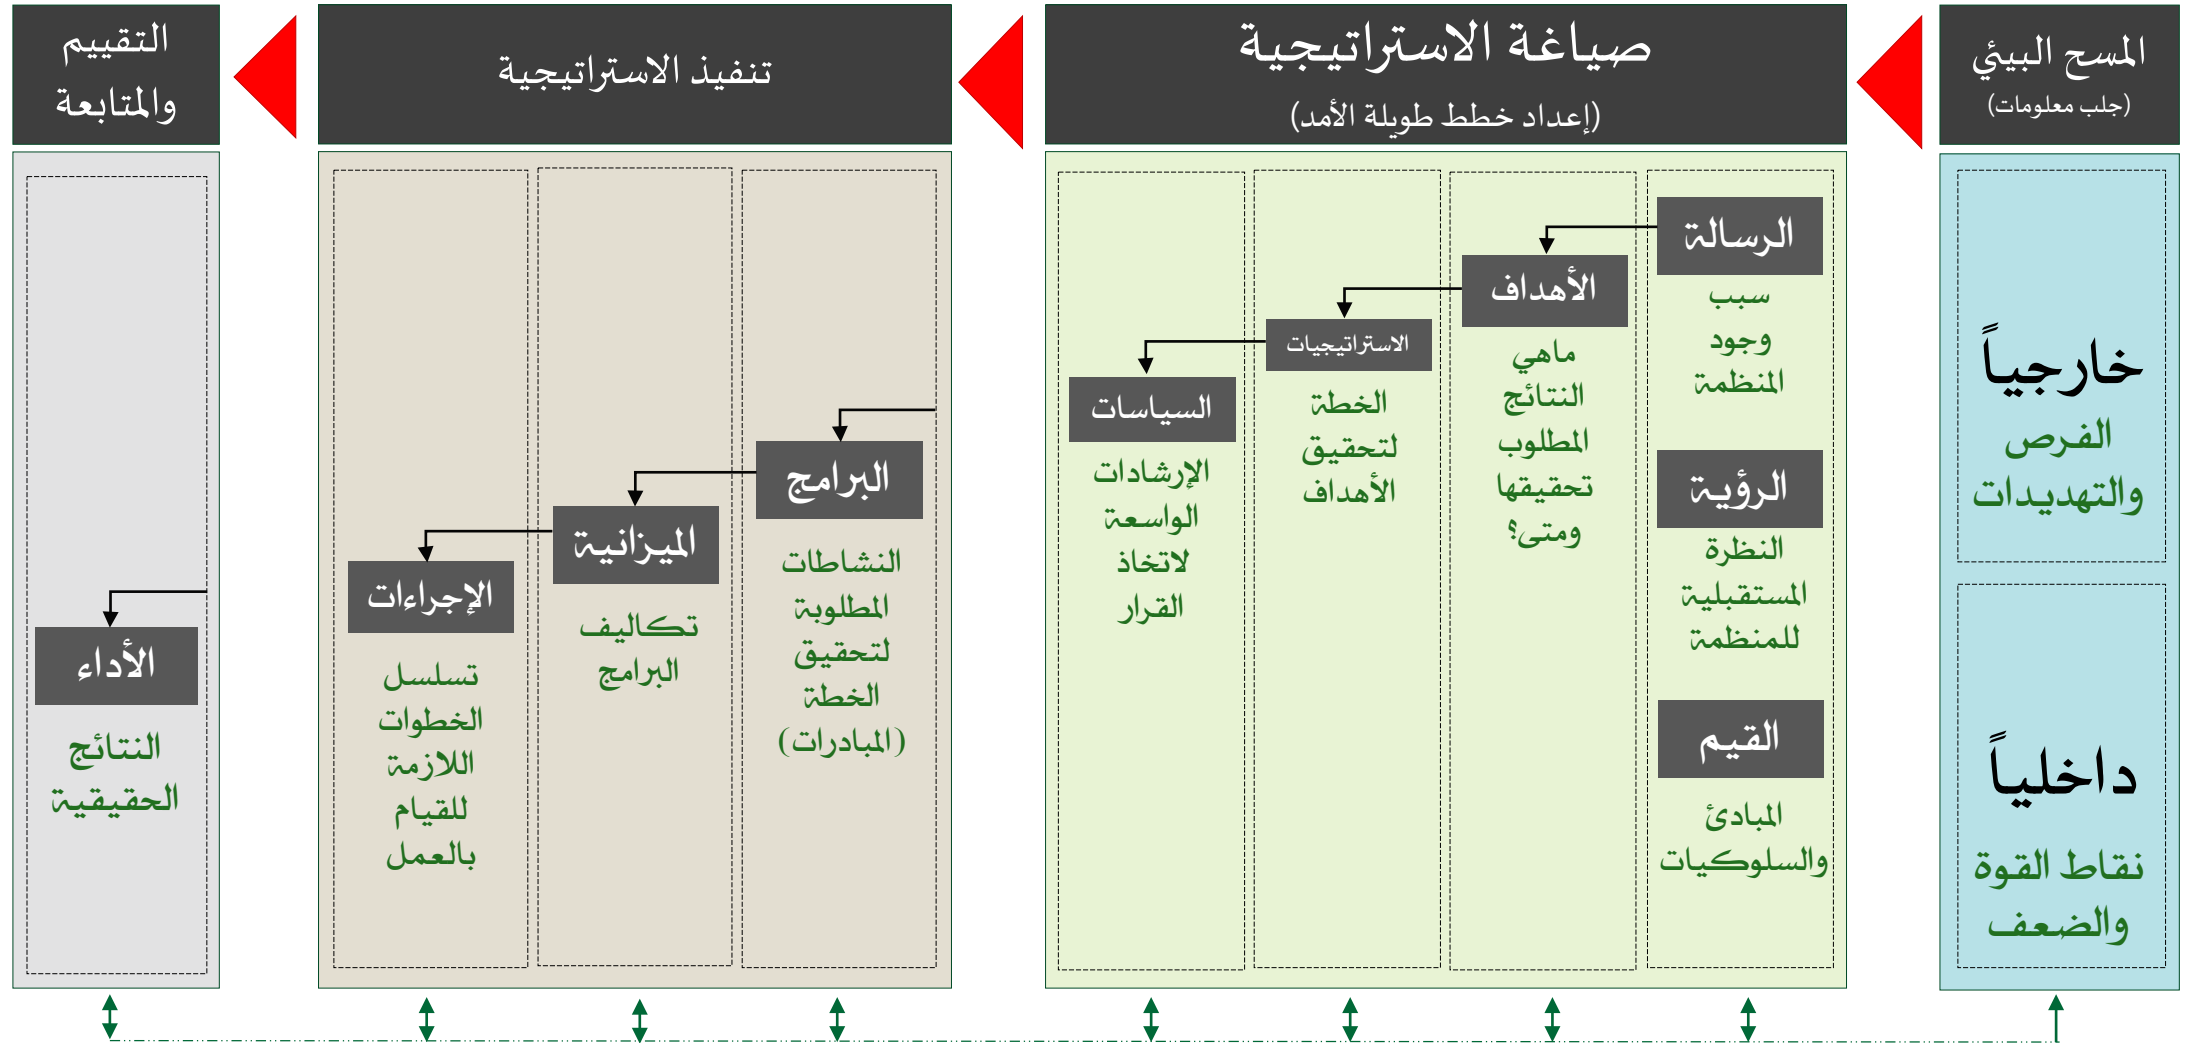 المسح البيئي
(جلب معلومات)
خارجياً
الفرص
والتهديدات
داخلياً
نقاط القوة
والضعف
صياغة الاستراتيجية
(إعداد خطط طويلة الأمد)
الرسالة
سبب
وجود
المنظمة
الرؤية
النظرة
المستقبلية
للمنظمة
القيم
المبادئ
والسلوكيات
الأهداف
ماهي
النتائج
المطلوب
تحقيقها
ومتى؟
الاستراتيجيات
الخطة
لتحقيق
الأهداف
السياسات
الإرشادات
الواسعة
لاتخاذ
القرار
تنفيذ الاستراتيجية
البرامج
النشاطات
المطلوبة
لتحقيق
الخطة
(المبادرات)
الميزانية
تكاليف
البرامج
الإجراءات
تسلسل
الخطوات
اللازمة
للقيام
بالعمل
التقييم
والمتابعة
الأداء
النتائج
الحقيقية